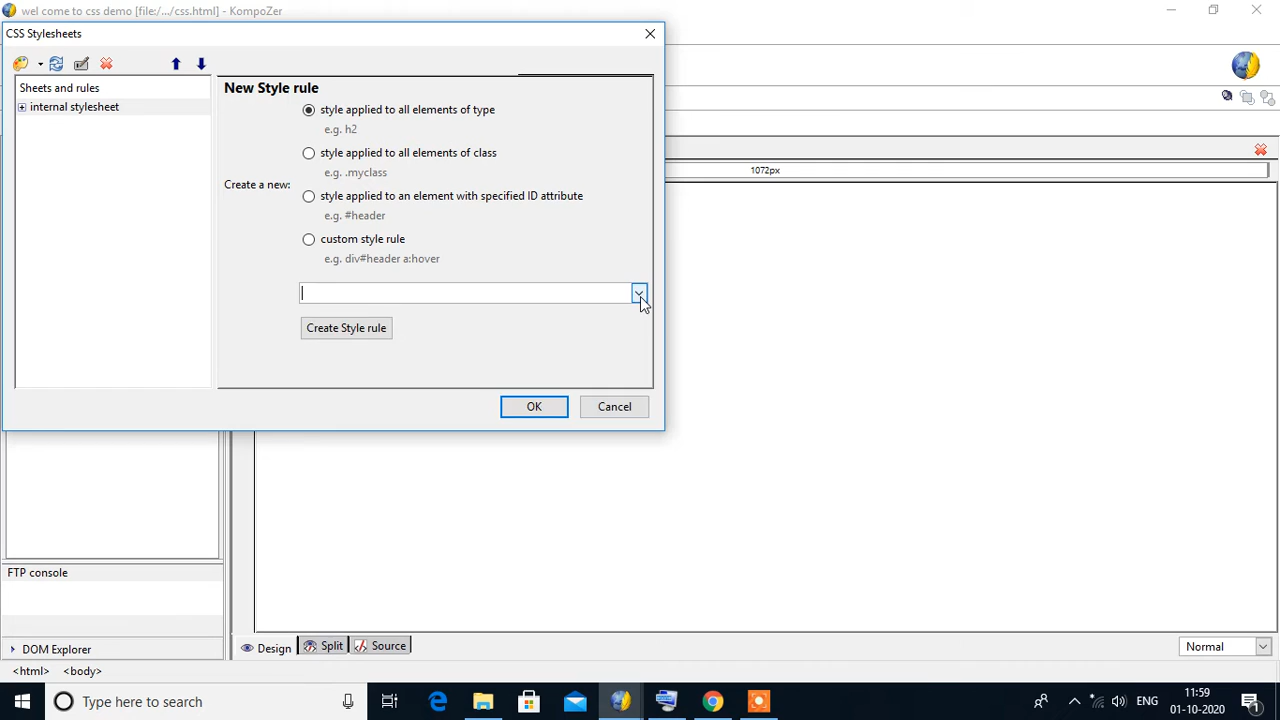 wel come to css demo [file:/.../css.html] - KompoZer
CSS Stylesheets
Sheets and rules
internal stylesheet
New Style rule
style applied to all elements of type
e.g. h2
style applied to all elements of class
e.g. .myclass
Create a new:
style applied to an element with specified ID attribute
e.g. #header
custom style rule
e.g. div#header a:hover
Create Style rule
OK
Cancel
1072px
FTP console
DOM Explorer
Design
Split
Source
Normal
<html>
<body>
Type here to search
ENG
11:59
01-10-2020
1